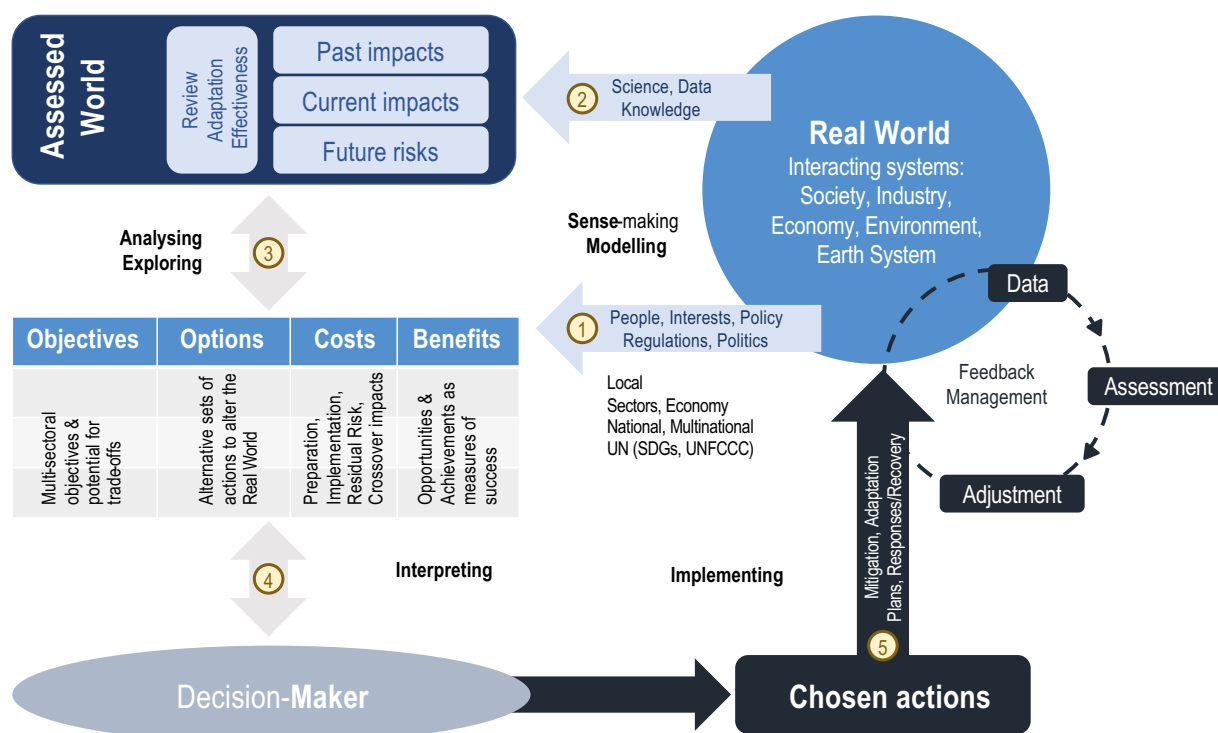 Assessed
World
Review
Adaptation
Effectiveness
Past impacts
Current impacts
Future risks
2
Science, Data
Knowledge
Real World
Interacting systems:
Society, Industry,
Economy, Environment,
Earth System
Analysing
Exploring
3
Sense-making
Modelling
1
People, Interests, Policy
Regulations, Politics
Local
Sectors, Economy
National, Multinational
UN (SDGs, UNFCCC)
Data
Assessment
Adjustment
Feedback
Management
Objectives
Options
Costs
Benefits
Multi-sectoral
objectives &
potential for
trade-offs
Alternative sets of
actions to alter the
Real World
Preparation,
Implementation,
Residual Risk,
Crossover impacts
Opportunities &
Achievements as
measures of
success
4
Interpreting
Implementing
Mitigation, Adaptation
Plans, Responses/Recovery
5
Decision-Maker
Chosen actions